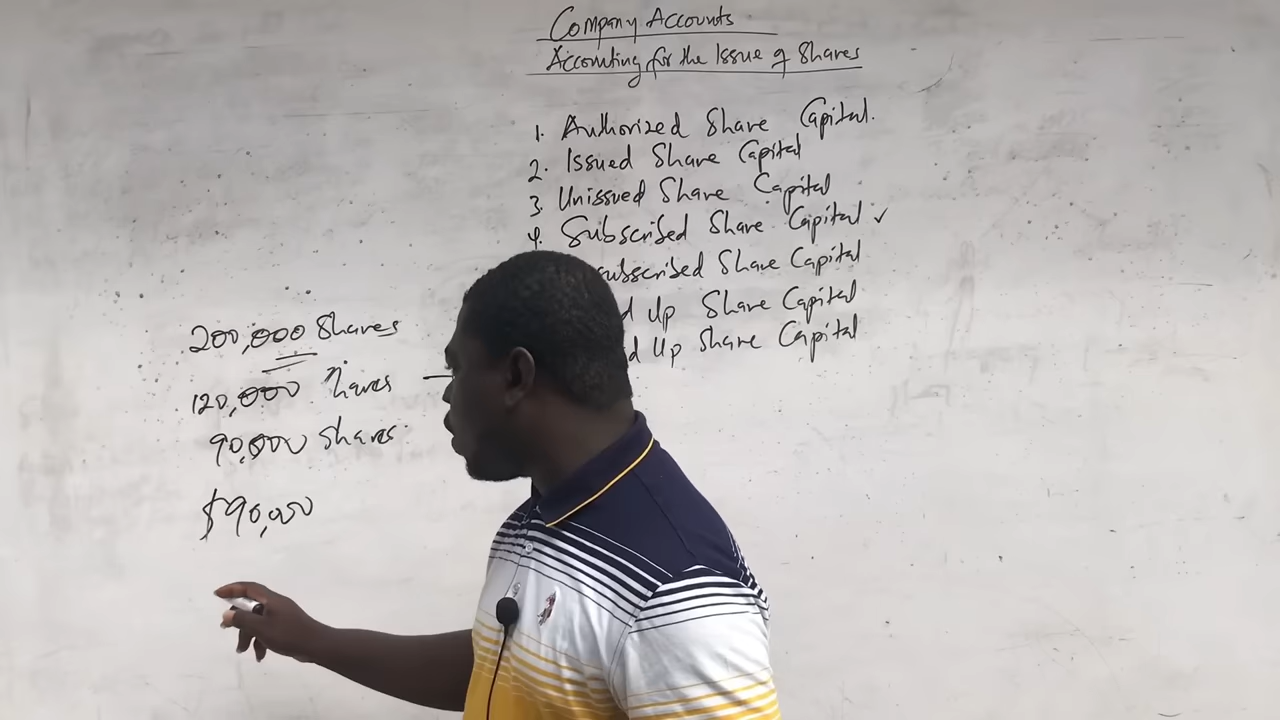 Company Accounts
Accounting for the Issue of Shares
1. Authorized Share Capital.
2. Issued Share Capital
3 Unissued Share Capital
4. Subscribed Share Capital ✓
subscribed Share Capital
d Up Share Capital
d Up Share Capital
200,000 Shares
120,000 Shares
90,000 Shares
$90,000